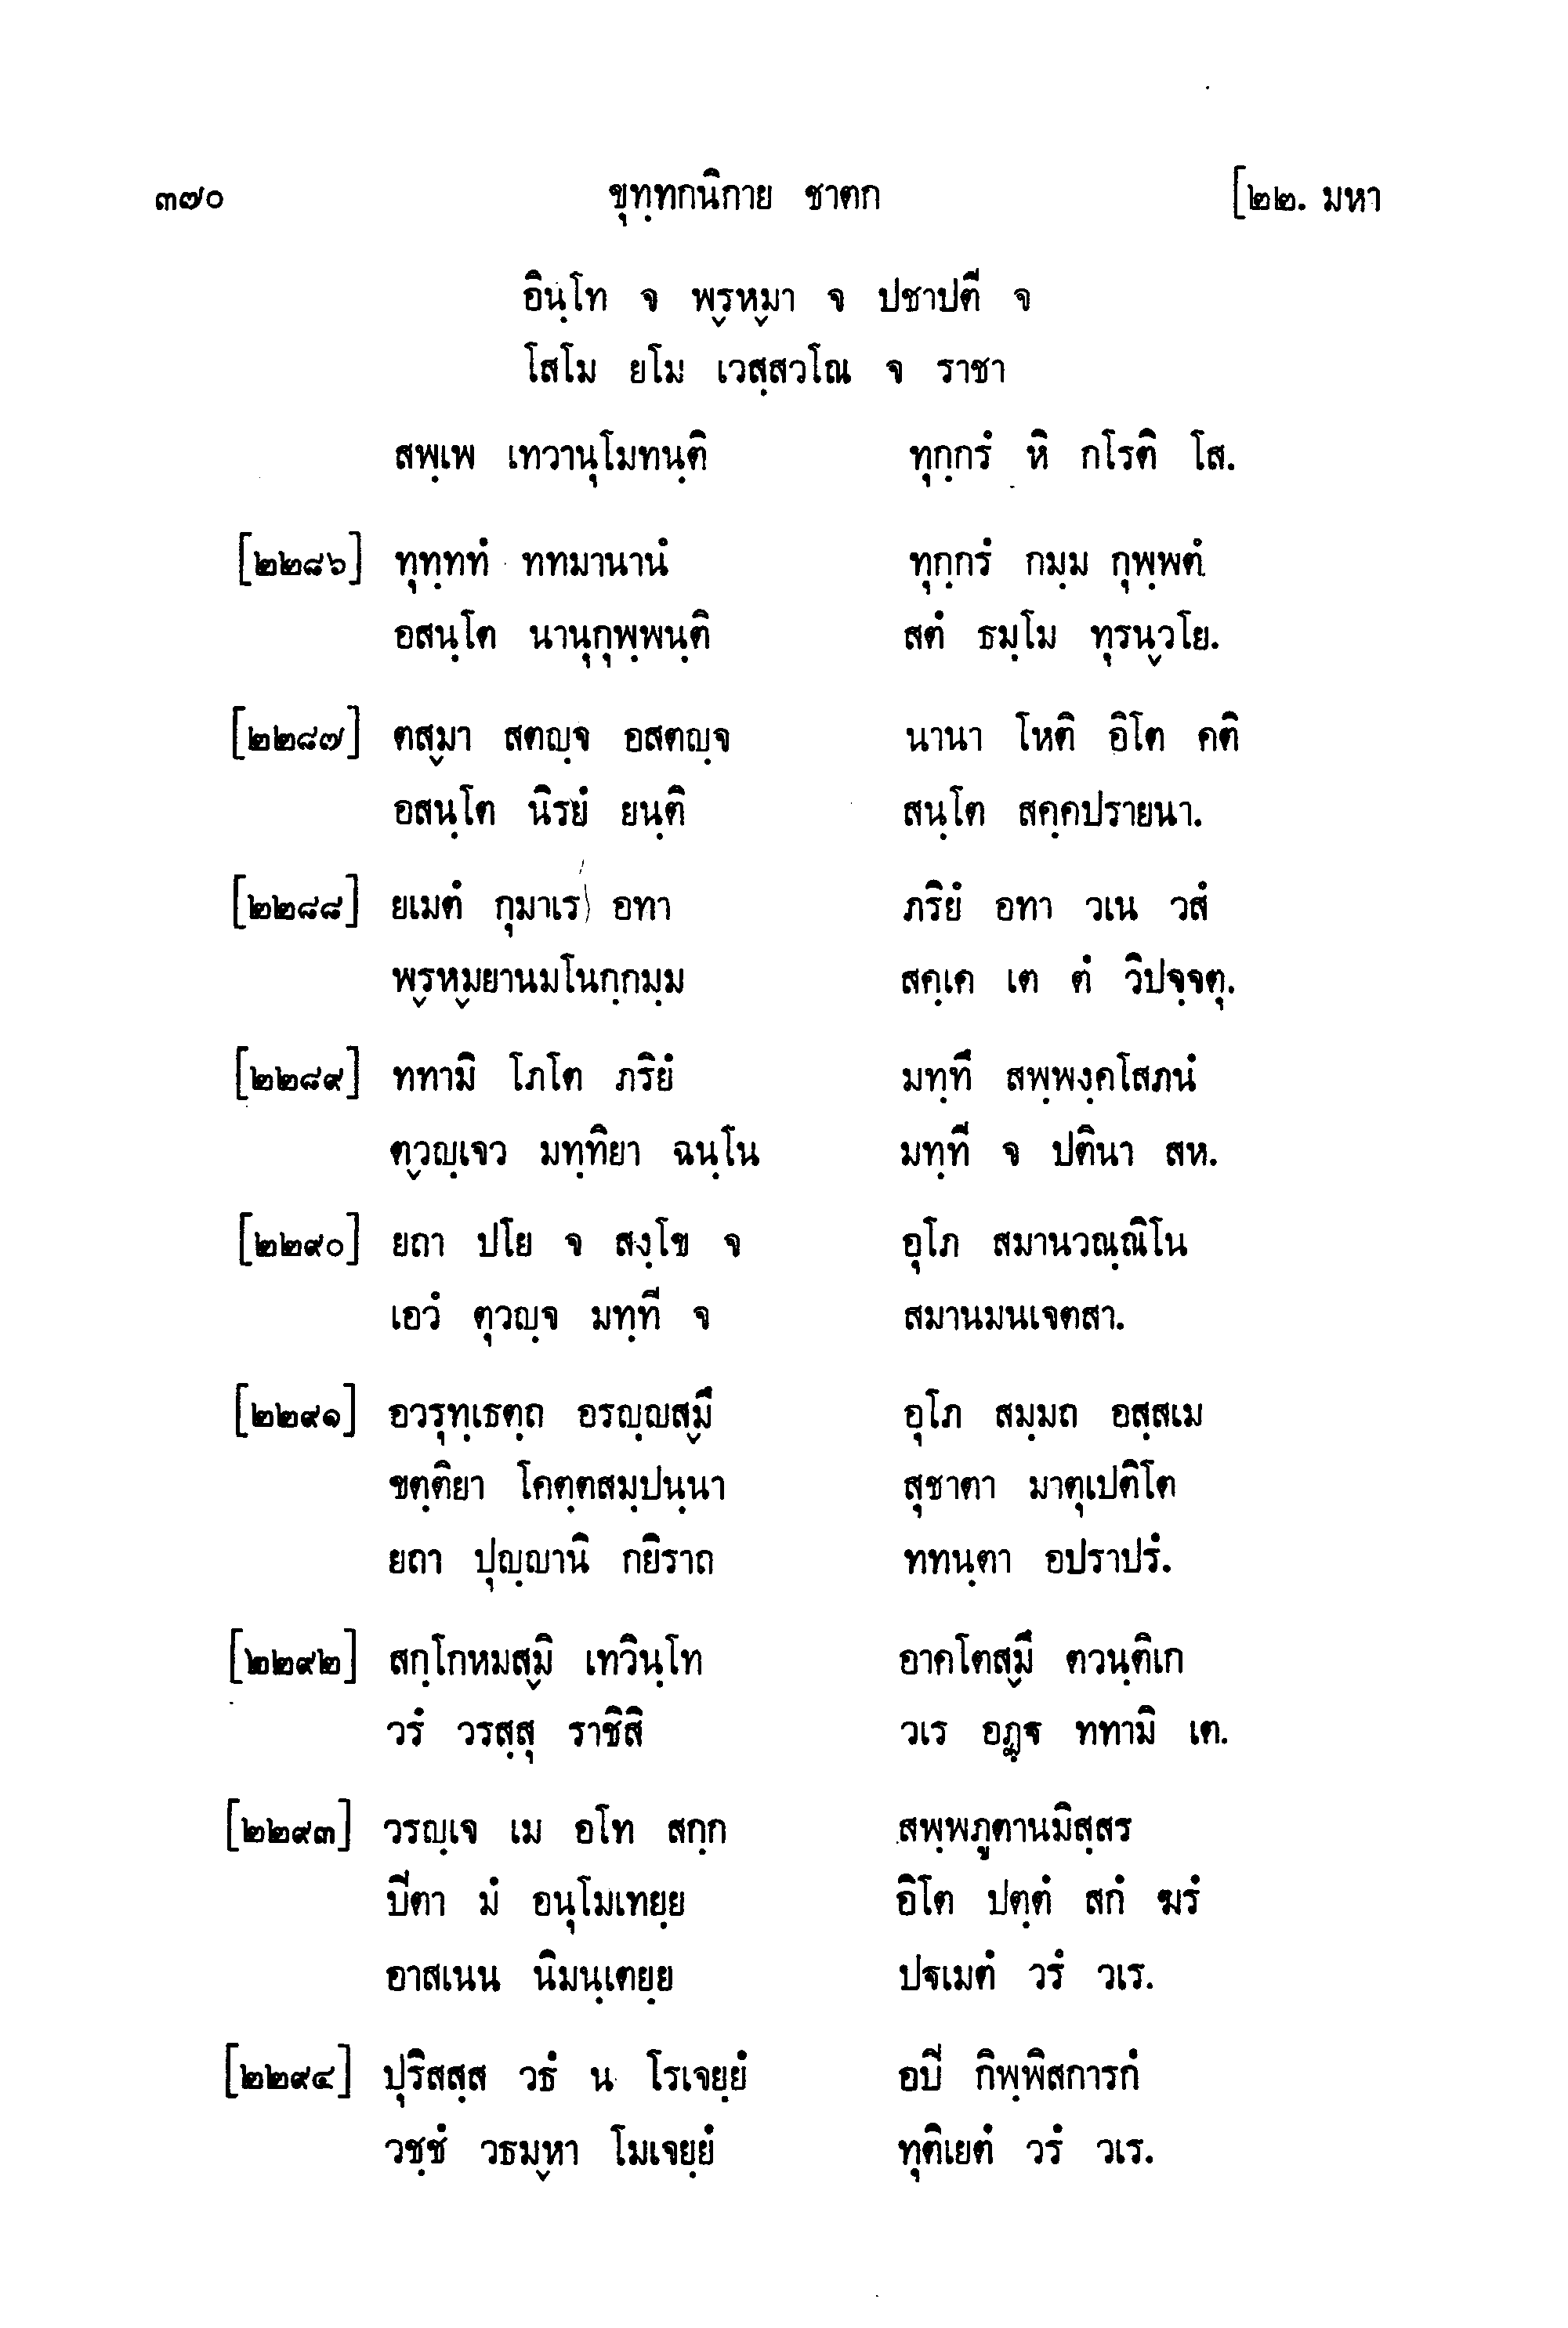 ๓๗๐ ขุทฺทกนิกาย ชาตก [๒๒. มหา
อินฺโท จ พฺรหฺมา จ ปชาปตี จ
โสโม ยโม เวสฺสวโณ จ ราชา
สพฺเพ เทวานุโมทนฺติ ทุกฺกรํ หิ กโรติ โส.
[๒๒๘๖] ทุทฺททํ ททมานานํ ทุกฺกรํ กมฺม กุพฺพตํ
อสนฺโต นานุกุพฺพนฺติ สตํ ธมฺโม ทุรนฺวโย.
[๒๒๘๗] ตสฺมา สตญฺจ อสตญฺจ นานา โหติ อิโต คติ
อสนฺโต นิรยํ ยนฺติ สนฺโต สคฺคปรายนา.
[๒๒๘๘] ยเมตํ กุมาเร อทา ภริยํ อทา วเน วสํ
พฺรหฺมยานมโนกฺกมฺม สคฺเค เต ตํ วิปจฺจตุ.
[๒๒๘๙] ททามิ โภโต ภริยํ มทฺทึ สพฺพงฺคโสภนํ
ตฺวญฺเจว มทฺทิยา ฉนฺโน มทฺที จ ปตินา สห.
[๒๒๙๐] ยถา ปโย จ สงฺโข จ อุโภ สมานวณฺณิโน
เอวํ ตุวญฺจ มทฺที จ สมานมนเจตสา.
[๒๒๙๑] อวรุทฺเธตฺถ อรญฺญสฺมึ อุโภ สมฺมถ อสฺสเม
ขตฺติยา โคตฺตสมฺปนฺนา สุชาตา มาตุเปติโต
ยถา ปุญฺญานิ กยิราถ ททนฺตา อปราปรํ.
[๒๒๙๒] สกฺโกหมสฺมิ เทวินฺโท อาคโตสฺมึ ตวนฺติเก
วรํ วรสฺสุ ราชิสิ วเร อฏฺฐ ททามิ เต.
[๒๒๙๓] วรญฺเจ เม อโท สกฺก สพฺพภูตานมิสฺสร
ปีตา มํ อนุโมเทยฺย อิโต ปตฺตํ สกํ ฆรํ
อาสเนน นิมนฺเตยฺย ปฐเมตํ วรํ วเร.
[๒๒๙๔] ปุริสสฺส วธํ น โรเจยฺยํ อปี กิพฺพิสการกํ
วชฺชํ วธมฺหา โมเจยฺยํ ทุติเยตํ วรํ วเร.